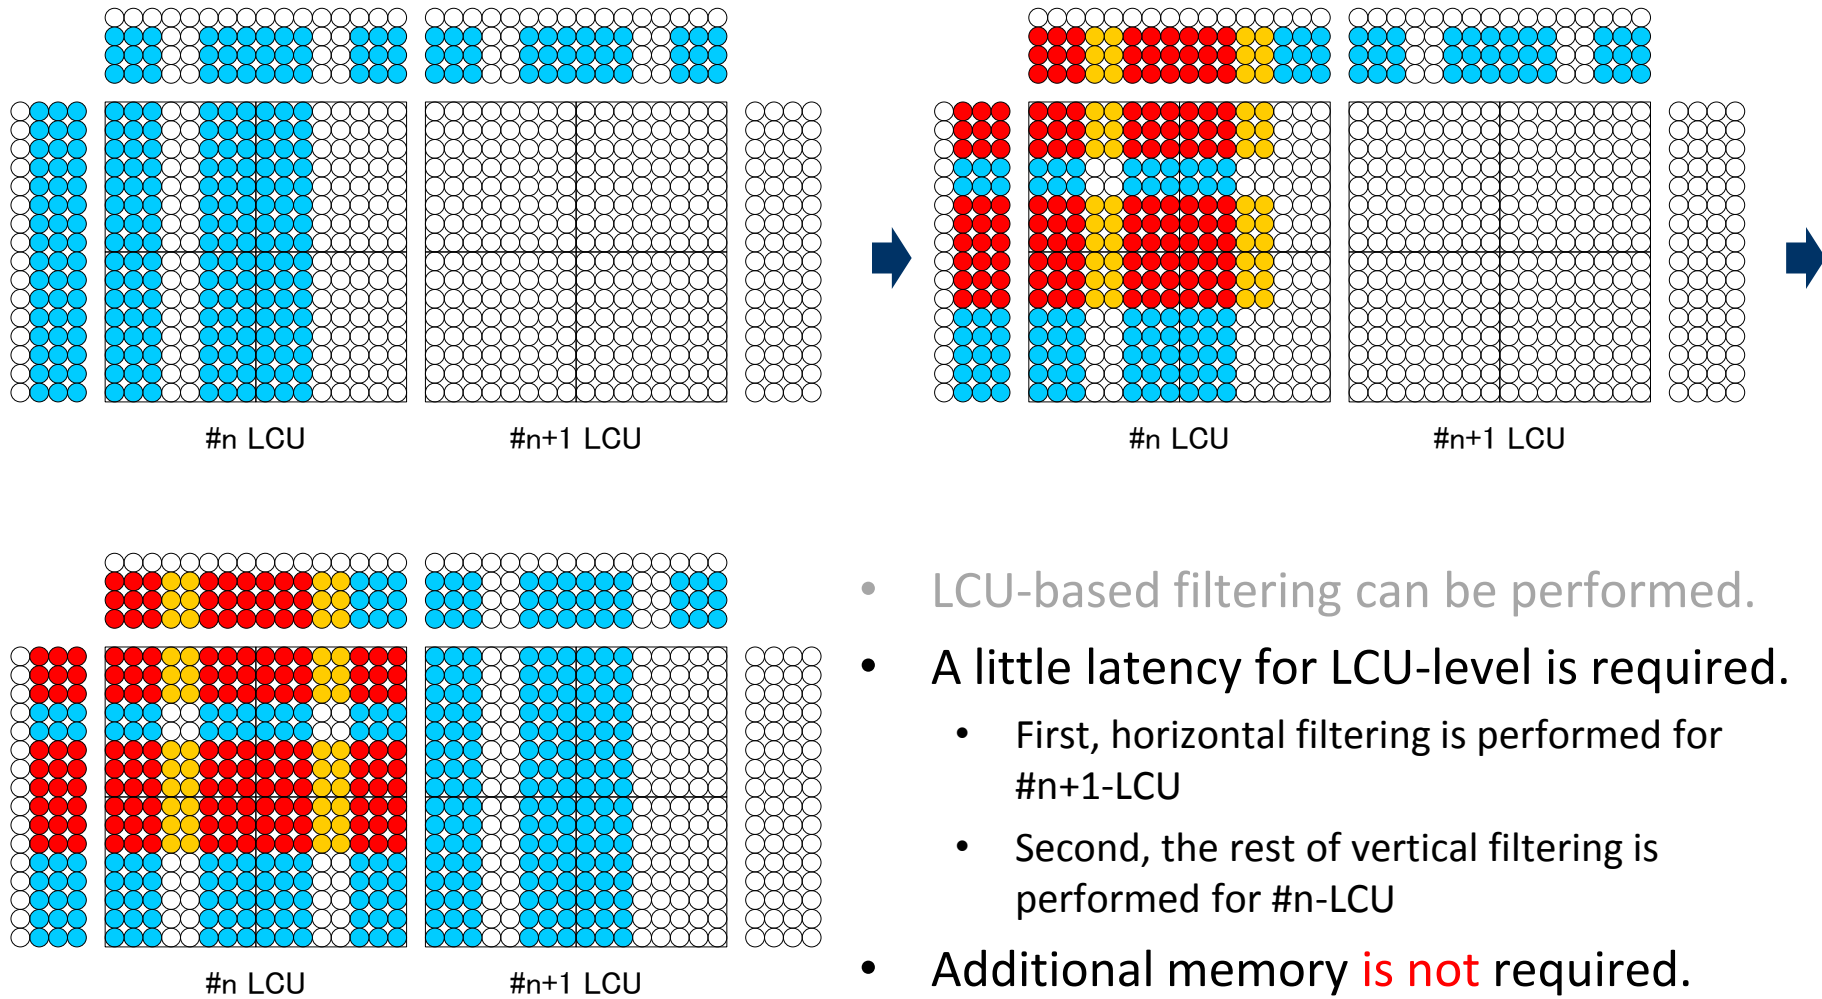 #n LCU
#n+1 LCU
#n LCU
#n+1 LCU
#n LCU
#n+1 LCU
• LCU-based filtering can be performed.
• A little latency for LCU-level is required.
• First, horizontal filtering is performed for
#n+1-LCU
• Second, the rest of vertical filtering is
performed for #n-LCU
• Additional memory is not required.